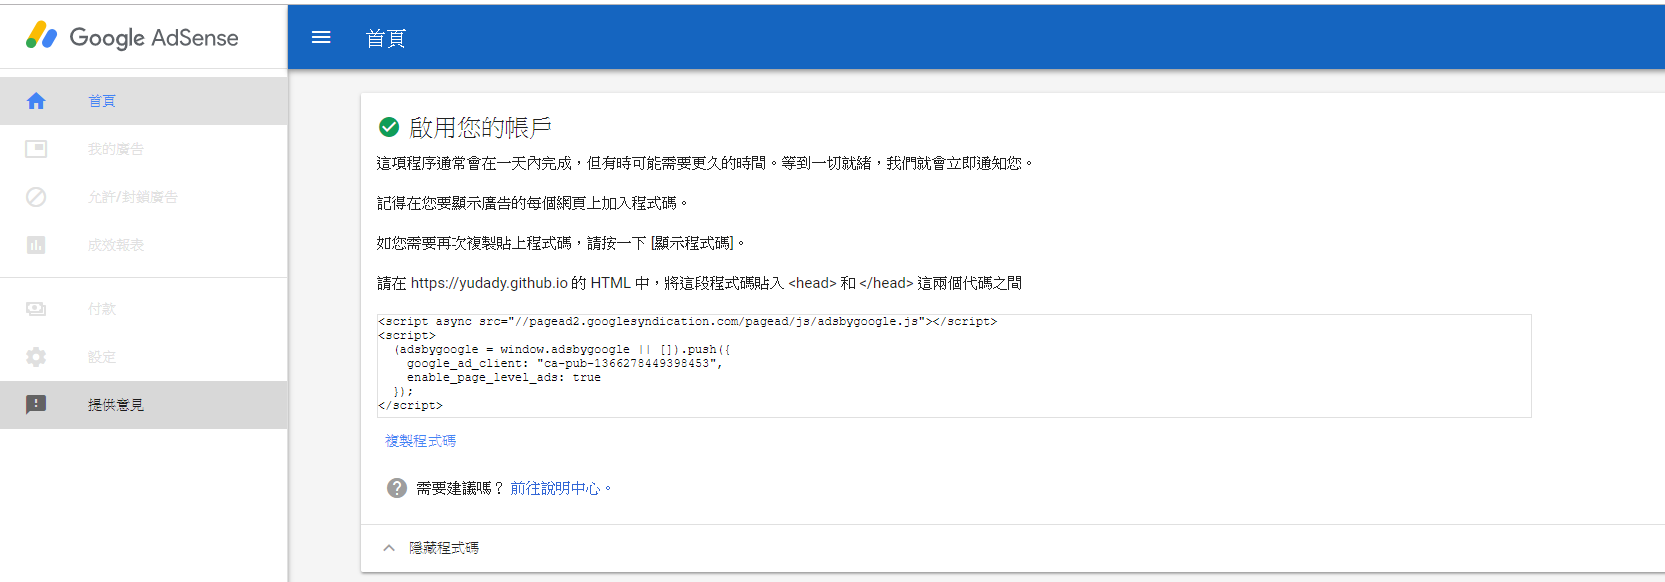 Google AdSense
首頁
首頁
我的廣告
允許/封鎖廣告
成效報表
付款
設定
提供意見
啟用您的帳戶
這項程序通常會在一天內完成，但有時可能需要更久的時間。等到一切就緒，我們就會立即通知您。
記得在您要顯示廣告的每個網頁上加入程式碼。
如您需要再次複製貼上程式碼，請按一下 [顯示程式碼]。
請在 https://yudady.github.io 的 HTML 中，將這段程式碼貼入 <head> 和 </head> 這兩個代碼之間
<script async src="//pagead2.googlesyndication.com/pagead/js/adsbygoogle.js"></script>
<script>
  (adsbygoogle = window.adsbygoogle || []).push({
    google_ad_client: "ca-pub-1366278449398453",
    enable_page_level_ads: true
  });
</script>
複製程式碼
需要建議嗎？ 前往說明中心。
隱藏程式碼